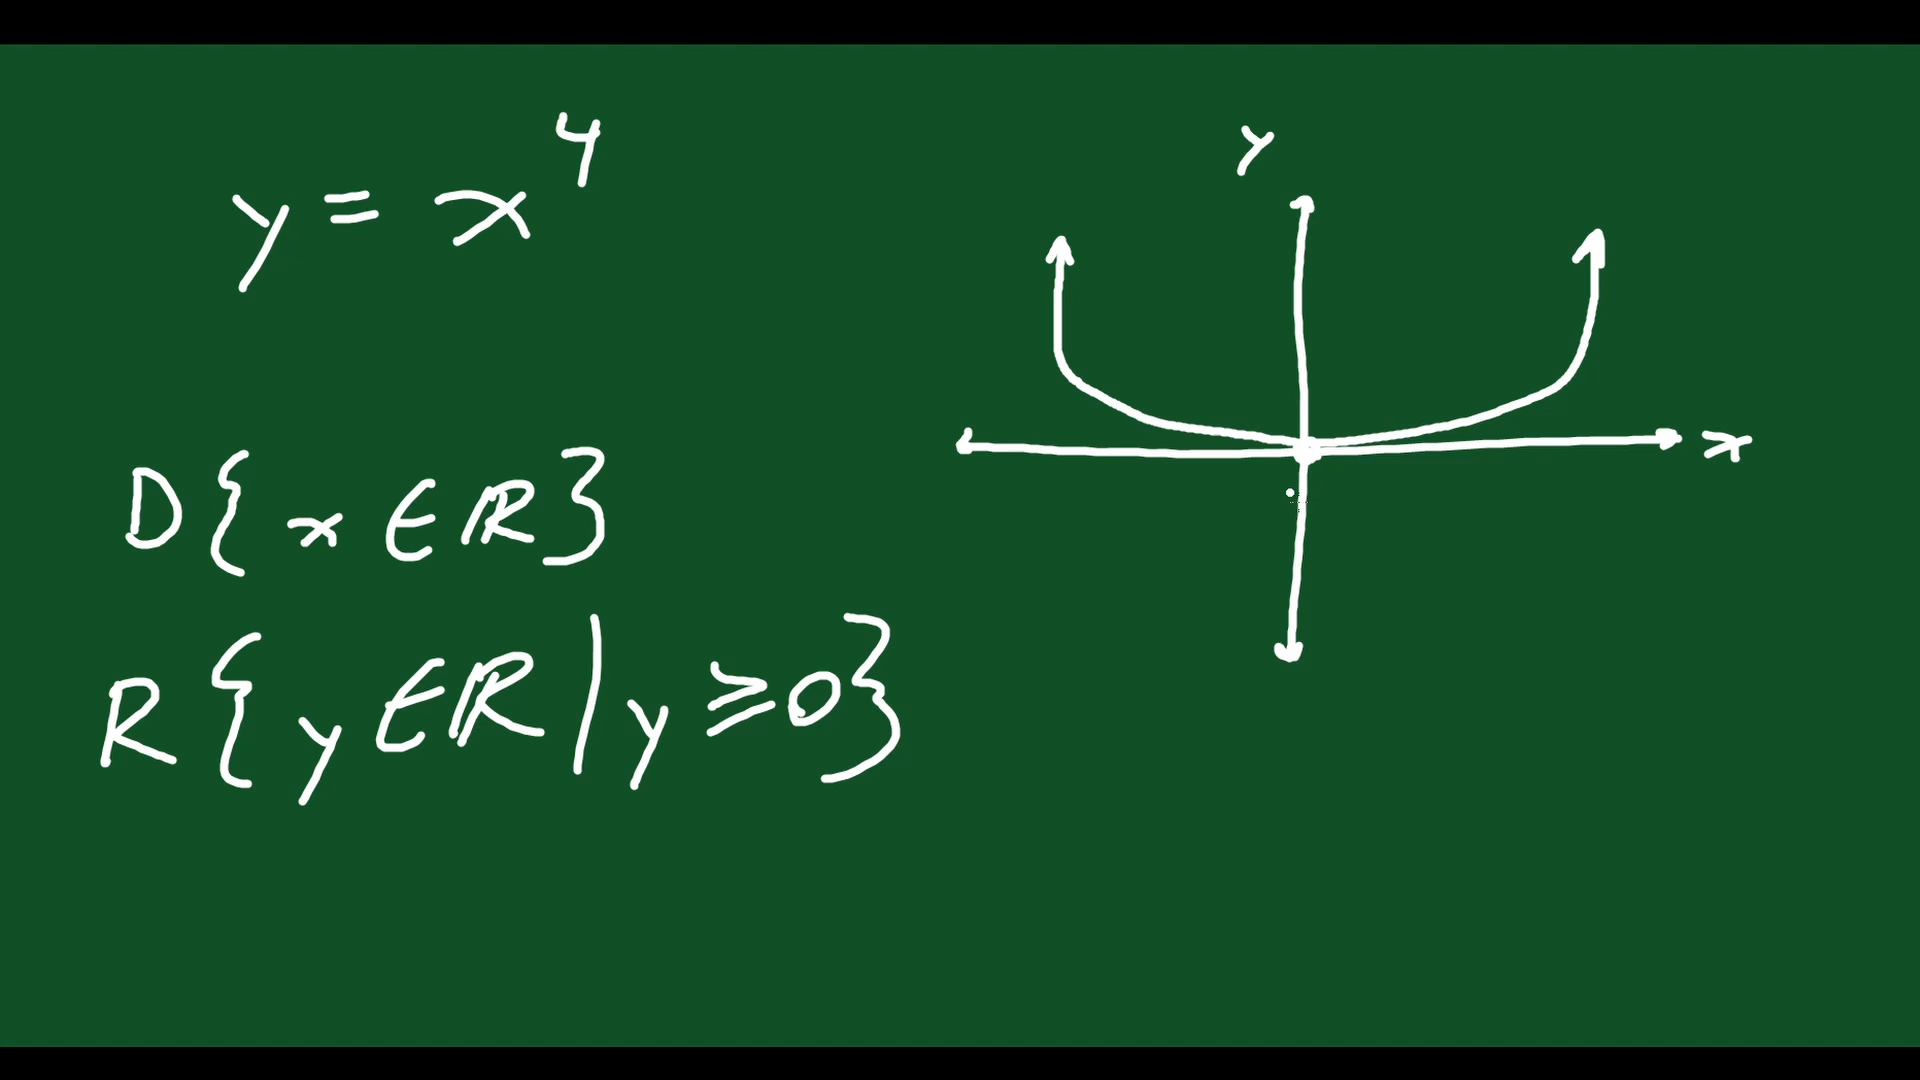 y = x⁴
D{x ∈ ℝ}
R{y ∈ ℝ | y ≥ 0}
y
x